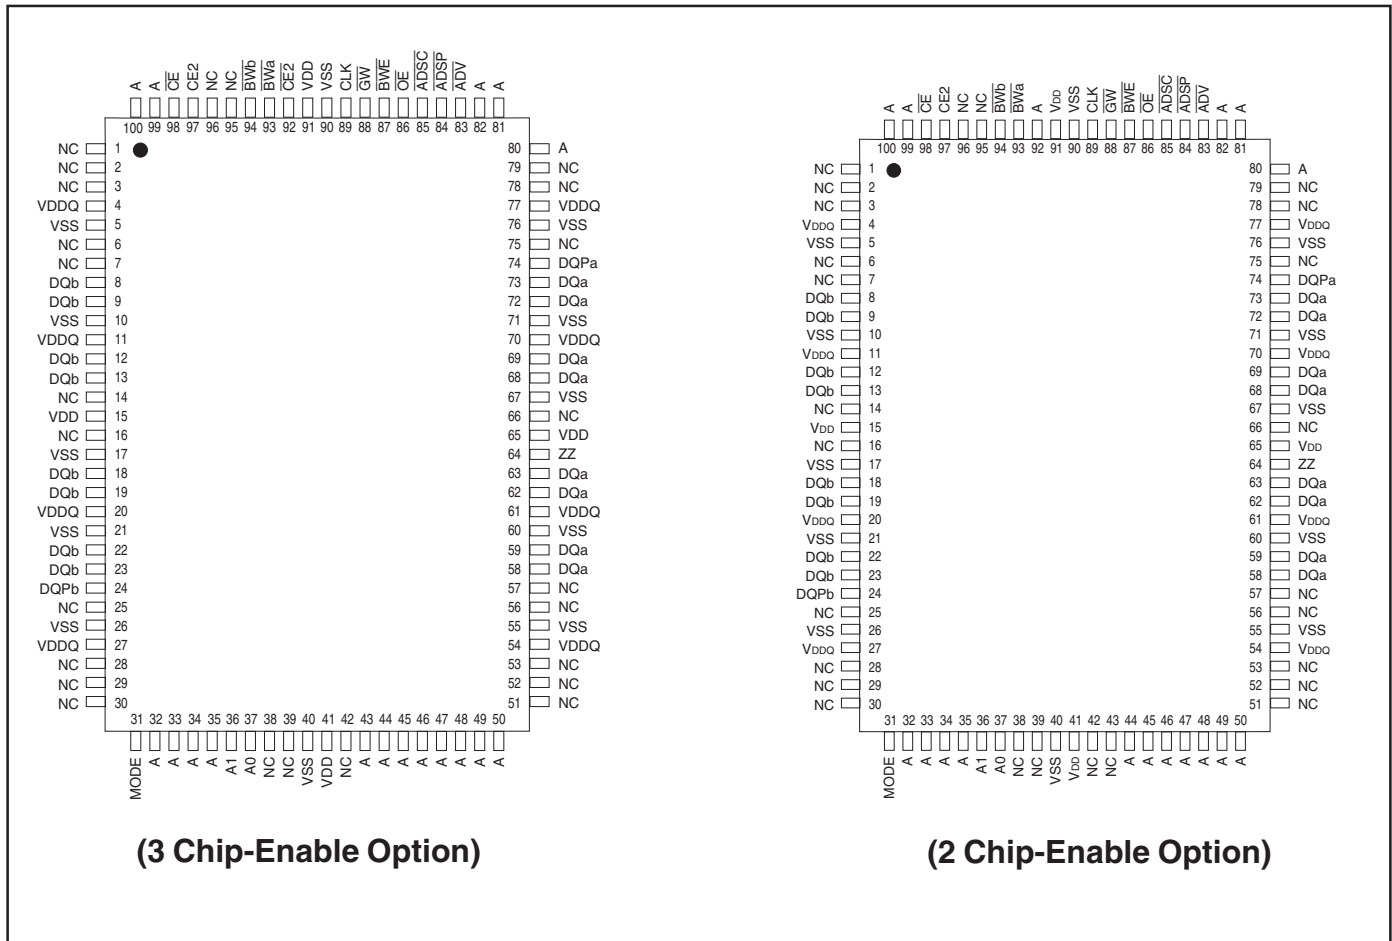 A A CE CE2 NC NC BWb BWa CE2 VDD VSS CLK GW BWE OE ADSC ADSP ADV A A
100 99 98 97 96 95 94 93 92 91 90 89 88 87 86 85 84 83 82 81
NC 1 80 A
NC 2 79 NC
NC 3 78 NC
VDDQ 4 77 VDDQ
VSS 5 76 VSS
NC 6 75 NC
NC 7 74 DQPa
DQb 8 73 DQa
DQb 9 72 DQa
VSS 10 71 VSS
VDDQ 11 70 VDDQ
DQb 12 69 DQa
DQb 13 68 DQa
NC 14 67 VSS
VDD 15 66 NC
NC 16 65 VDD
VSS 17 64 ZZ
DQb 18 63 DQa
DQb 19 62 DQa
VDDQ 20 61 VDDQ
VSS 21 60 VSS
DQb 22 59 DQa
DQb 23 58 DQa
DQPb 24 57 NC
NC 25 56 NC
VSS 26 55 VSS
VDDQ 27 54 VDDQ
NC 28 53 NC
NC 29 52 NC
NC 30 51 NC
31 32 33 34 35 36 37 38 39 40 41 42 43 44 45 46 47 48 49 50
MODE A A A A A1 A0 NC NC VSS VDD NC A A A A A A A A
(3 Chip-Enable Option)
A A CE CE2 NC NC BWb BWa A VDD VSS CLK GW BWE OE ADSC ADSP ADV A A
100 99 98 97 96 95 94 93 92 91 90 89 88 87 86 85 84 83 82 81
NC 1 80 A
NC 2 79 NC
NC 3 78 NC
VDDQ 4 77 VDDQ
VSS 5 76 VSS
NC 6 75 NC
NC 7 74 DQPa
DQb 8 73 DQa
DQb 9 72 DQa
VSS 10 71 VSS
VDDQ 11 70 VDDQ
DQb 12 69 DQa
DQb 13 68 DQa
NC 14 67 VSS
VDD 15 66 NC
NC 16 65 VDD
VSS 17 64 ZZ
DQb 18 63 DQa
DQb 19 62 DQa
VDDQ 20 61 VDDQ
VSS 21 60 VSS
DQb 22 59 DQa
DQb 23 58 DQa
DQPb 24 57 NC
NC 25 56 NC
VSS 26 55 VSS
VDDQ 27 54 VDDQ
NC 28 53 NC
NC 29 52 NC
NC 30 51 NC
31 32 33 34 35 36 37 38 39 40 41 42 43 44 45 46 47 48 49 50
MODE A A A A A1 A0 NC NC VSS VDD NC NC A A A A A A A
(2 Chip-Enable Option)